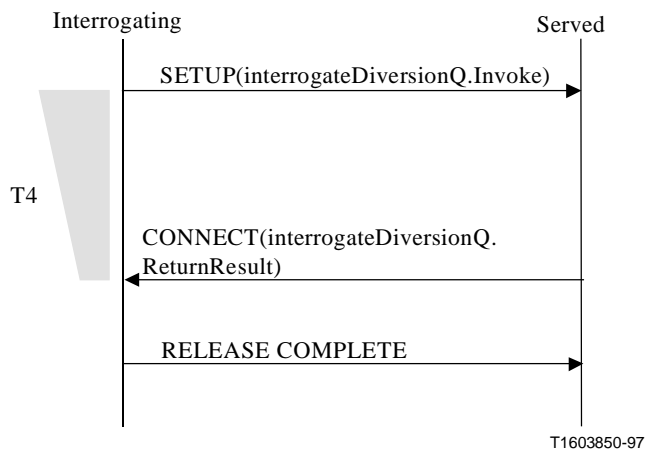 Interrogating
Served
SETUP(interrogateDiversionQ.Invoke)
T4
CONNECT(interrogateDiversionQ.
ReturnResult)
RELEASE COMPLETE
T1603850-97